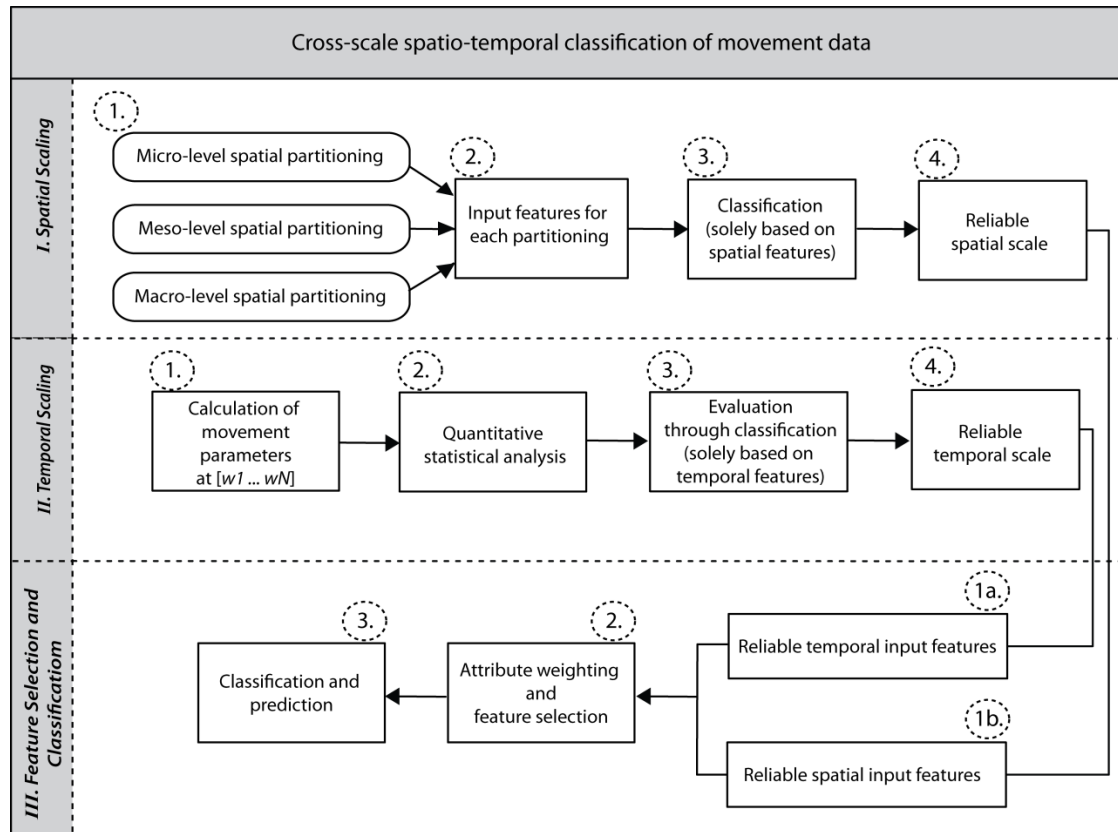 Cross-scale spatio-temporal classification of movement data
I. Spatial Scaling
1.
Micro-level spatial partitioning
Meso-level spatial partitioning
Macro-level spatial partitioning
2.
Input features for
each partitioning
3.
Classification
(solely based on
spatial features)
4.
Reliable
spatial scale
II. Temporal Scaling
1.
Calculation of
movement
parameters
at [w1 ... wN]
2.
Quantitative
statistical analysis
3.
Evaluation
through classification
(solely based on
temporal features)
4.
Reliable
temporal scale
III. Feature Selection and
Classificatiom
1a.
Reliable temporal input features
1b.
Reliable spatial input features
2.
Attribute weighting
and
feature selection
3.
Classification and
prediction